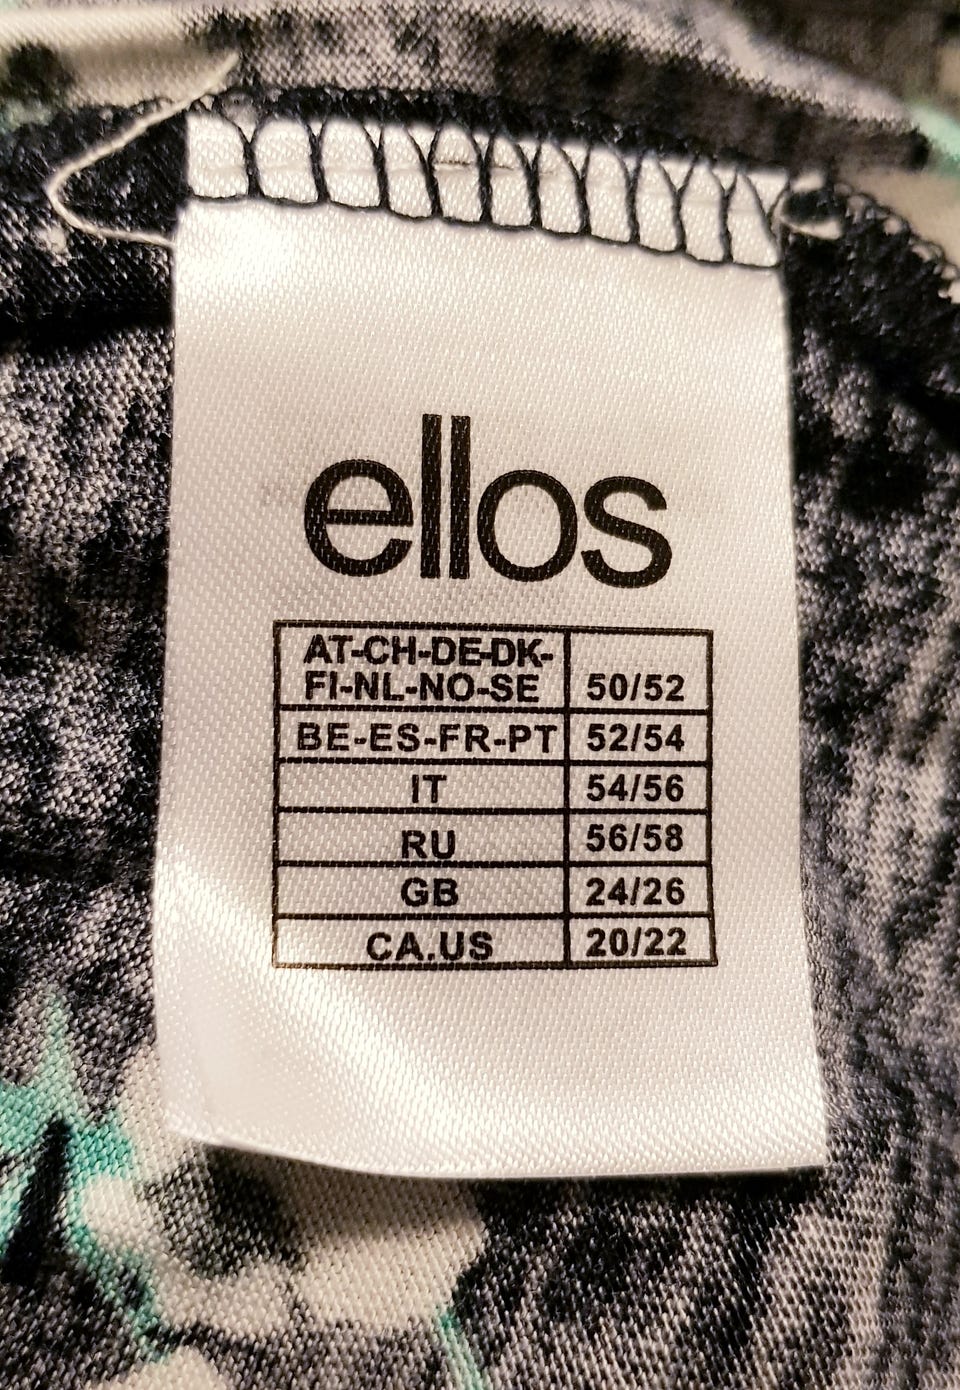 ellos
AT-CH-DE-DK-
FI-NL-NO-SE 50/52
BE-ES-FR-PT 52/54
IT 54/56
RU 56/58
GB 24/26
CA.US 20/22